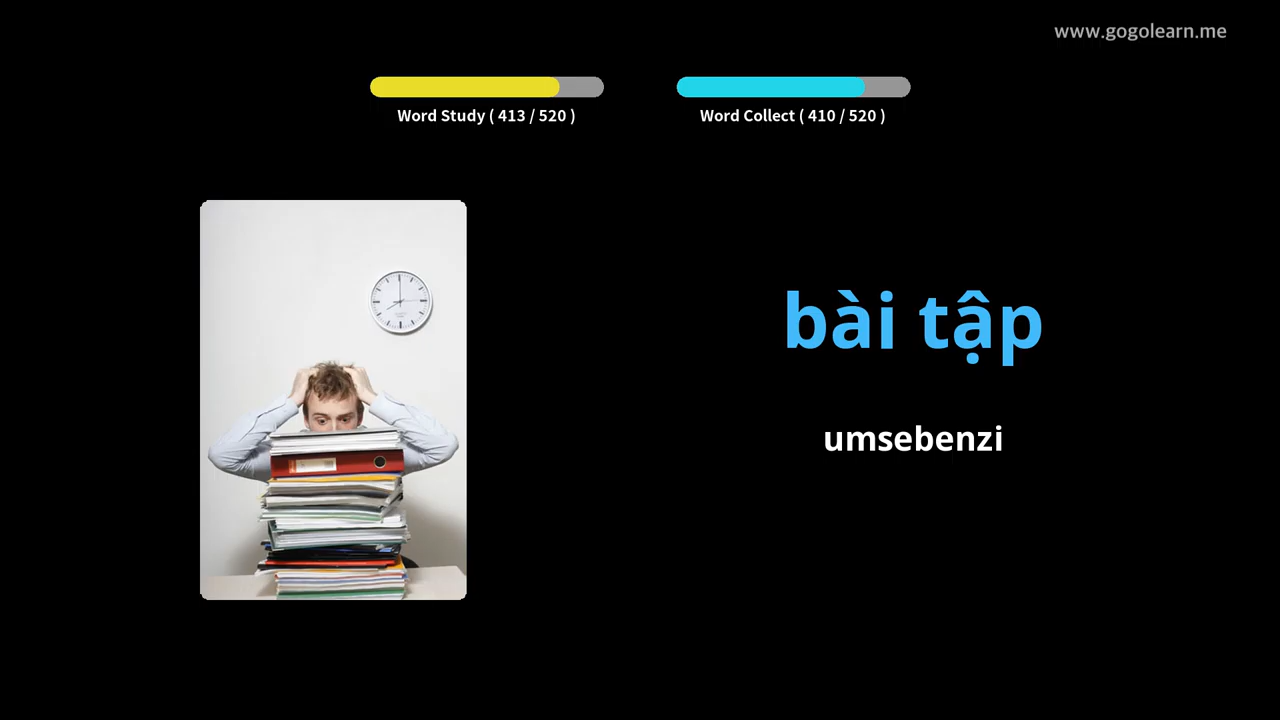 www.gogolearn.me
Word Study ( 413 / 520 )
Word Collect ( 410 / 520 )
bài tập
umsebenzi